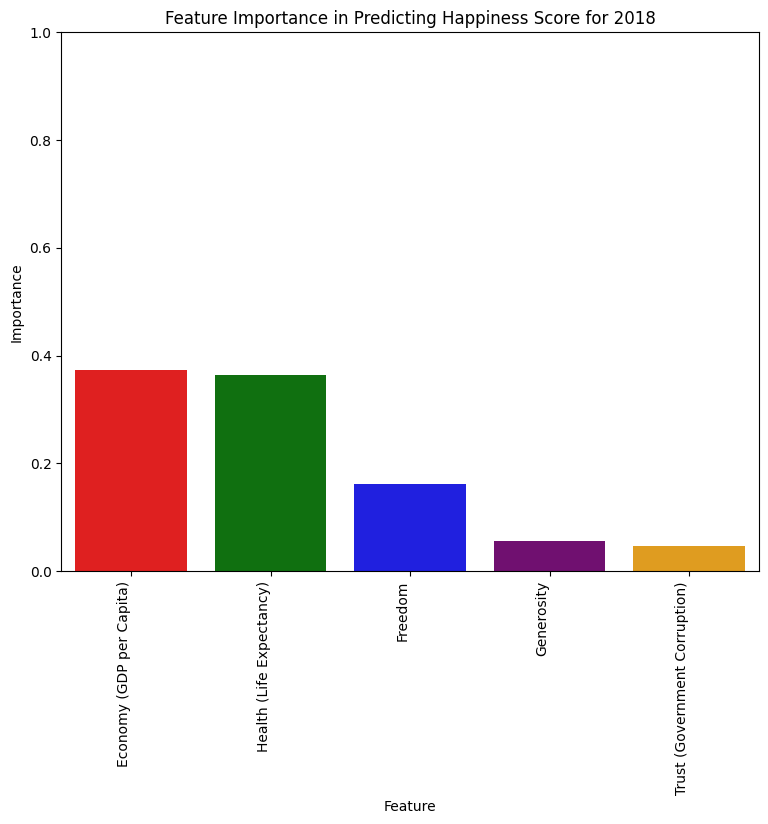 Feature Importance in Predicting Happiness Score for 2018
1.0
0.8
0.6
0.4
0.2
0.0
Importance
Economy (GDP per Capita)
Health (Life Expectancy)
Freedom
Generosity
Trust (Government Corruption)
Feature